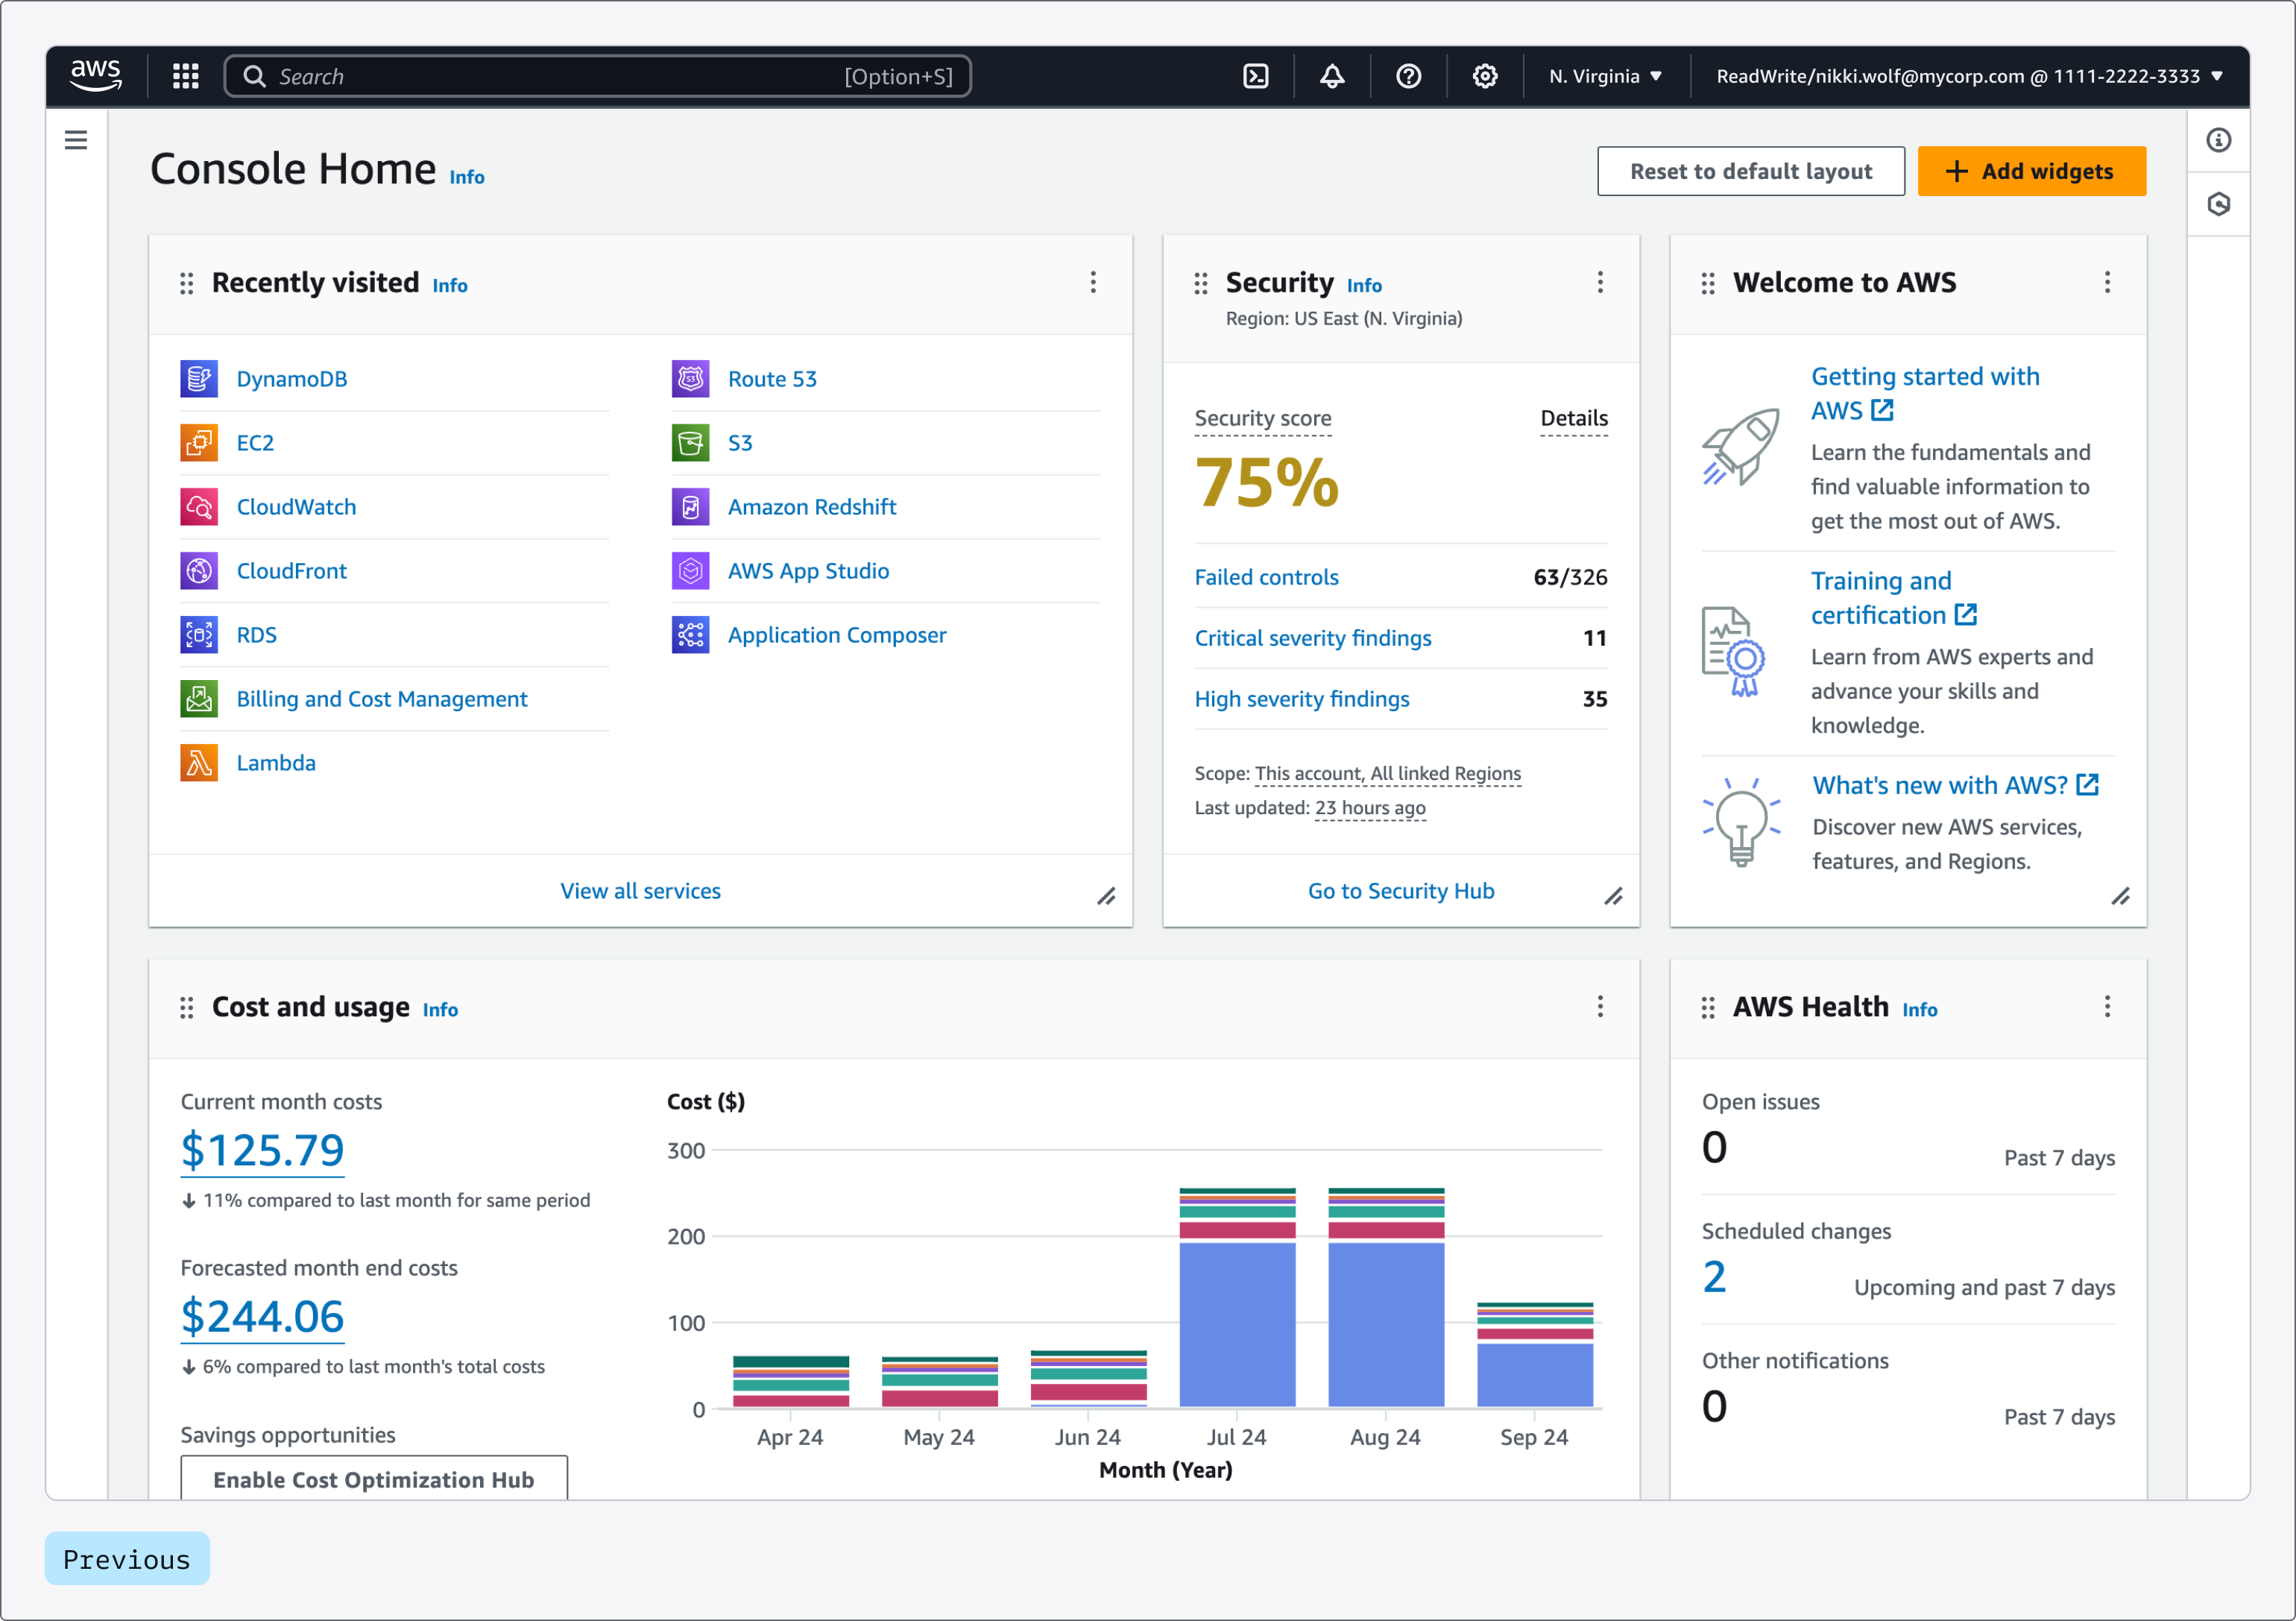 aws
Search [Option+S]
N. Virginia
ReadWrite/nikki.wolf@mycorp.com @ 1111-2222-3333
Console Home Info
Reset to default layout
Add widgets
Recently visited Info
DynamoDB
EC2
CloudWatch
CloudFront
RDS
Billing and Cost Management
Lambda
Route 53
S3
Amazon Redshift
AWS App Studio
Application Composer
View all services
Security Info
Region: US East (N. Virginia)
Security score Details
75%
Failed controls 63/326
Critical severity findings 11
High severity findings 35
Scope: This account, All linked Regions
Last updated: 23 hours ago
Go to Security Hub
Welcome to AWS
Getting started with
AWS
Learn the fundamentals and
find valuable information to
get the most out of AWS.
Training and
certification
Learn from AWS experts and
advance your skills and
knowledge.
What's new with AWS?
Discover new AWS services,
features, and Regions.
Cost and usage Info
Current month costs
$125.79
11% compared to last month for same period
Forecasted month end costs
$244.06
6% compared to last month's total costs
Savings opportunities
Enable Cost Optimization Hub
Cost ($)
300
200
100
0
Apr 24 May 24 Jun 24 Jul 24 Aug 24 Sep 24
Month (Year)
AWS Health Info
Open issues
0 Past 7 days
Scheduled changes
2 Upcoming and past 7 days
Other notifications
0 Past 7 days
Previous